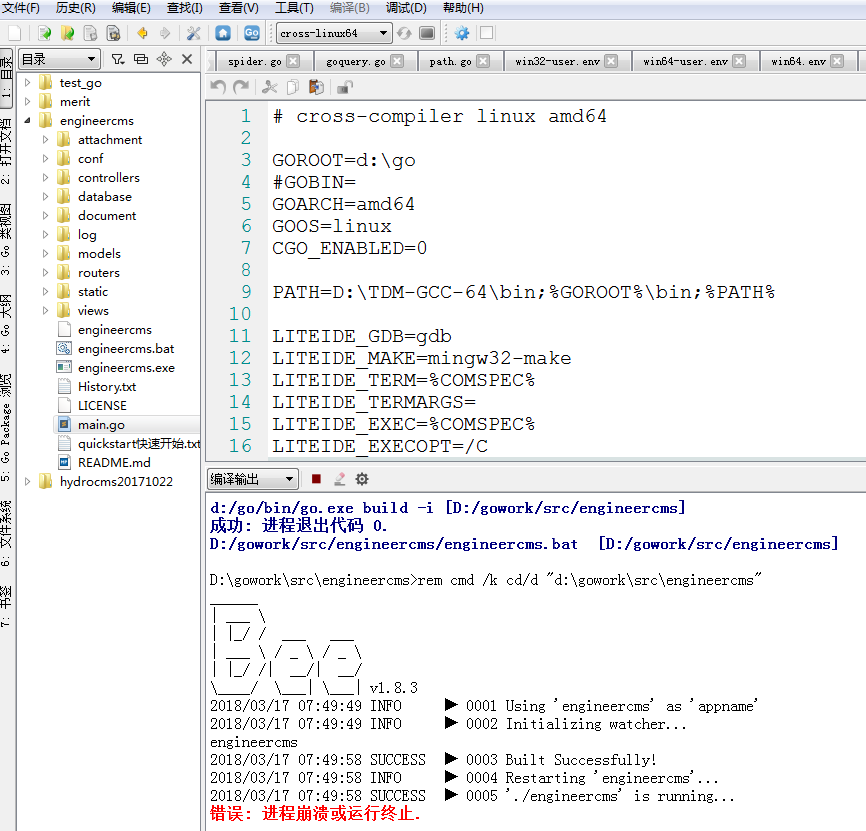 文件(F) 历史(R) 编辑(E) 查找(I) 查看(V) 工具(T) 编译(B) 调试(D) 帮助(H)
Go cross-linux64
目录
spider.go goquery.go path.go win32-user.env win64-user.env win64.env
1: 目录
2: 打开文档
3: Go 类视图
4: Go 大纲
5: Go Package 浏览
6: 文件系统
7: 书签
test_go
merit
engineercms
attachment
conf
controllers
database
document
log
models
routers
static
views
engineercms
engineercms.bat
engineercms.exe
History.txt
LICENSE
main.go
quickstart快速开始.txt
README.md
hydrocms20171022
1 # cross-compiler linux amd64
2
3 GOROOT=d:\go
4 #GOBIN=
5 GOARCH=amd64
6 GOOS=linux
7 CGO_ENABLED=0
8
9 PATH=D:\TDM-GCC-64\bin;%GOROOT%\bin;%PATH%
10
11 LITEIDE_GDB=gdb
12 LITEIDE_MAKE=mingw32-make
13 LITEIDE_TERM=%COMSPEC%
14 LITEIDE_TERMARGS=
15 LITEIDE_EXEC=%COMSPEC%
16 LITEIDE_EXECOPT=/C
编译输出
d:/go/bin/go.exe build -i [D:/gowork/src/engineercms]
成功: 进程退出代码 0.
D:/gowork/src/engineercms/engineercms.bat [D:/gowork/src/engineercms]
D:\gowork\src\engineercms>rem cmd /k cd/d "d:\gowork\src\engineercms"
______
| ___ \
| |_/ /  ___   ___
| ___ \ / _ \ / _ \
| |_/ /|  __/|  __/
\____/  \___| \___| v1.8.3
2018/03/17 07:49:49 INFO ▶ 0001 Using 'engineercms' as 'appname'
2018/03/17 07:49:49 INFO ▶ 0002 Initializing watcher...
engineercms
2018/03/17 07:49:58 SUCCESS ▶ 0003 Built Successfully!
2018/03/17 07:49:58 INFO ▶ 0004 Restarting 'engineercms'...
2018/03/17 07:49:58 SUCCESS ▶ 0005 './engineercms' is running...
错误: 进程崩溃或运行终止.